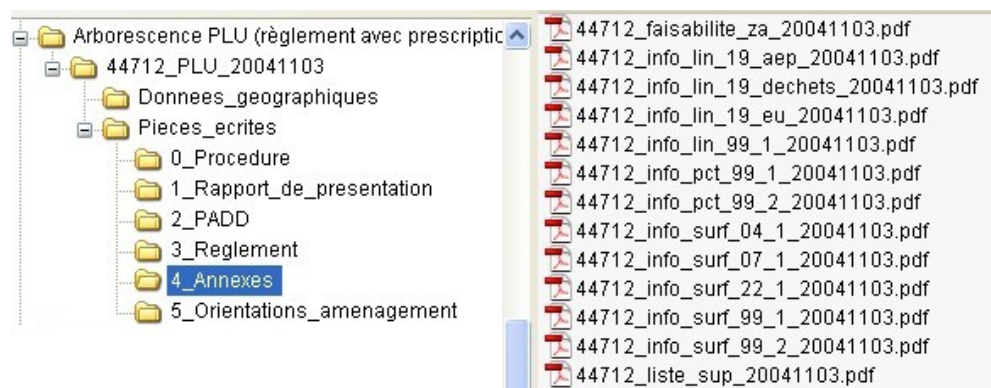 Arborescence PLU (règlement avec prescriptic
44712_PLU_20041103
Donnees_geographiques
Pieces_ecrites
0_Procedure
1_Rapport_de_presentation
2_PADD
3_Reglement
4_Annexes
5_Orientations_amenagement
44712_faisabilite_za_20041103.pdf
44712_info_lin_19_aep_20041103.pdf
44712_info_lin_19_dechets_20041103.pdf
44712_info_lin_19_eu_20041103.pdf
44712_info_lin_99_1_20041103.pdf
44712_info_pct_99_1_20041103.pdf
44712_info_pct_99_2_20041103.pdf
44712_info_surf_04_1_20041103.pdf
44712_info_surf_07_1_20041103.pdf
44712_info_surf_22_1_20041103.pdf
44712_info_surf_99_1_20041103.pdf
44712_info_surf_99_2_20041103.pdf
44712_liste_sup_20041103.pdf